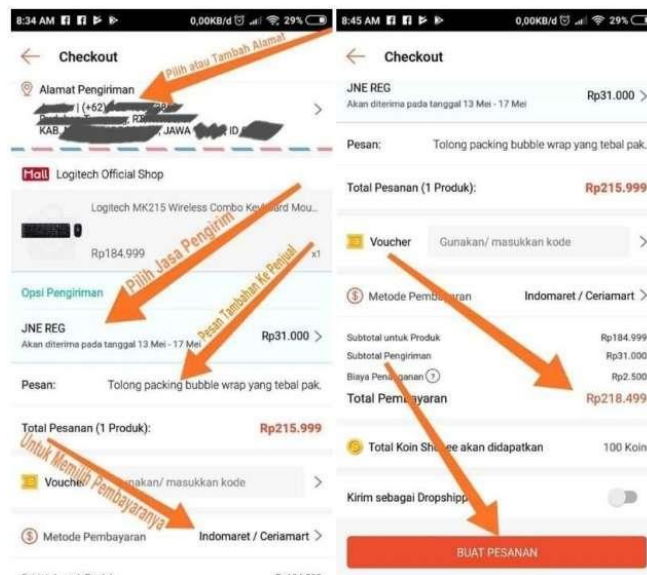 8:34 AM
0,00KB/d
29%
Checkout
Pilih atau Tambah Alamat
Alamat Pengiriman
| (+62)
KAB, JAWA ID
Mall Logitech Official Shop
Logitech MK215 Wireless Combo Keyboard Mou...
Rp184.999
x1
Pilih Jasa Pengirim
Pesan Tambahan Ke Penjual
Opsi Pengiriman
JNE REG
Rp31.000
Akan diterima pada tanggal 13 Mei - 17 Mei
Pesan: Tolong packing bubble wrap yang tebal pak.
Total Pesanan (1 Produk): Rp215.999
Untuk Memilih Pembayaranya
Voucher Gunakan/ masukkan kode
Metode Pembayaran Indomaret / Ceriamart
8:45 AM
0,00KB/d
29%
Checkout
JNE REG
Rp31.000
Akan diterima pada tanggal 13 Mei - 17 Mei
Pesan: Tolong packing bubble wrap yang tebal pak.
Total Pesanan (1 Produk): Rp215.999
Voucher Gunakan/ masukkan kode
Metode Pembayaran Indomaret / Ceriamart
Subtotal untuk Produk Rp184.999
Subtotal Pengiriman Rp31.000
Biaya Penanganan ? Rp2.500
Total Pembayaran Rp218.499
Total Koin Shopee akan didapatkan 100 Koin
Kirim sebagai Dropshipp
BUAT PESANAN